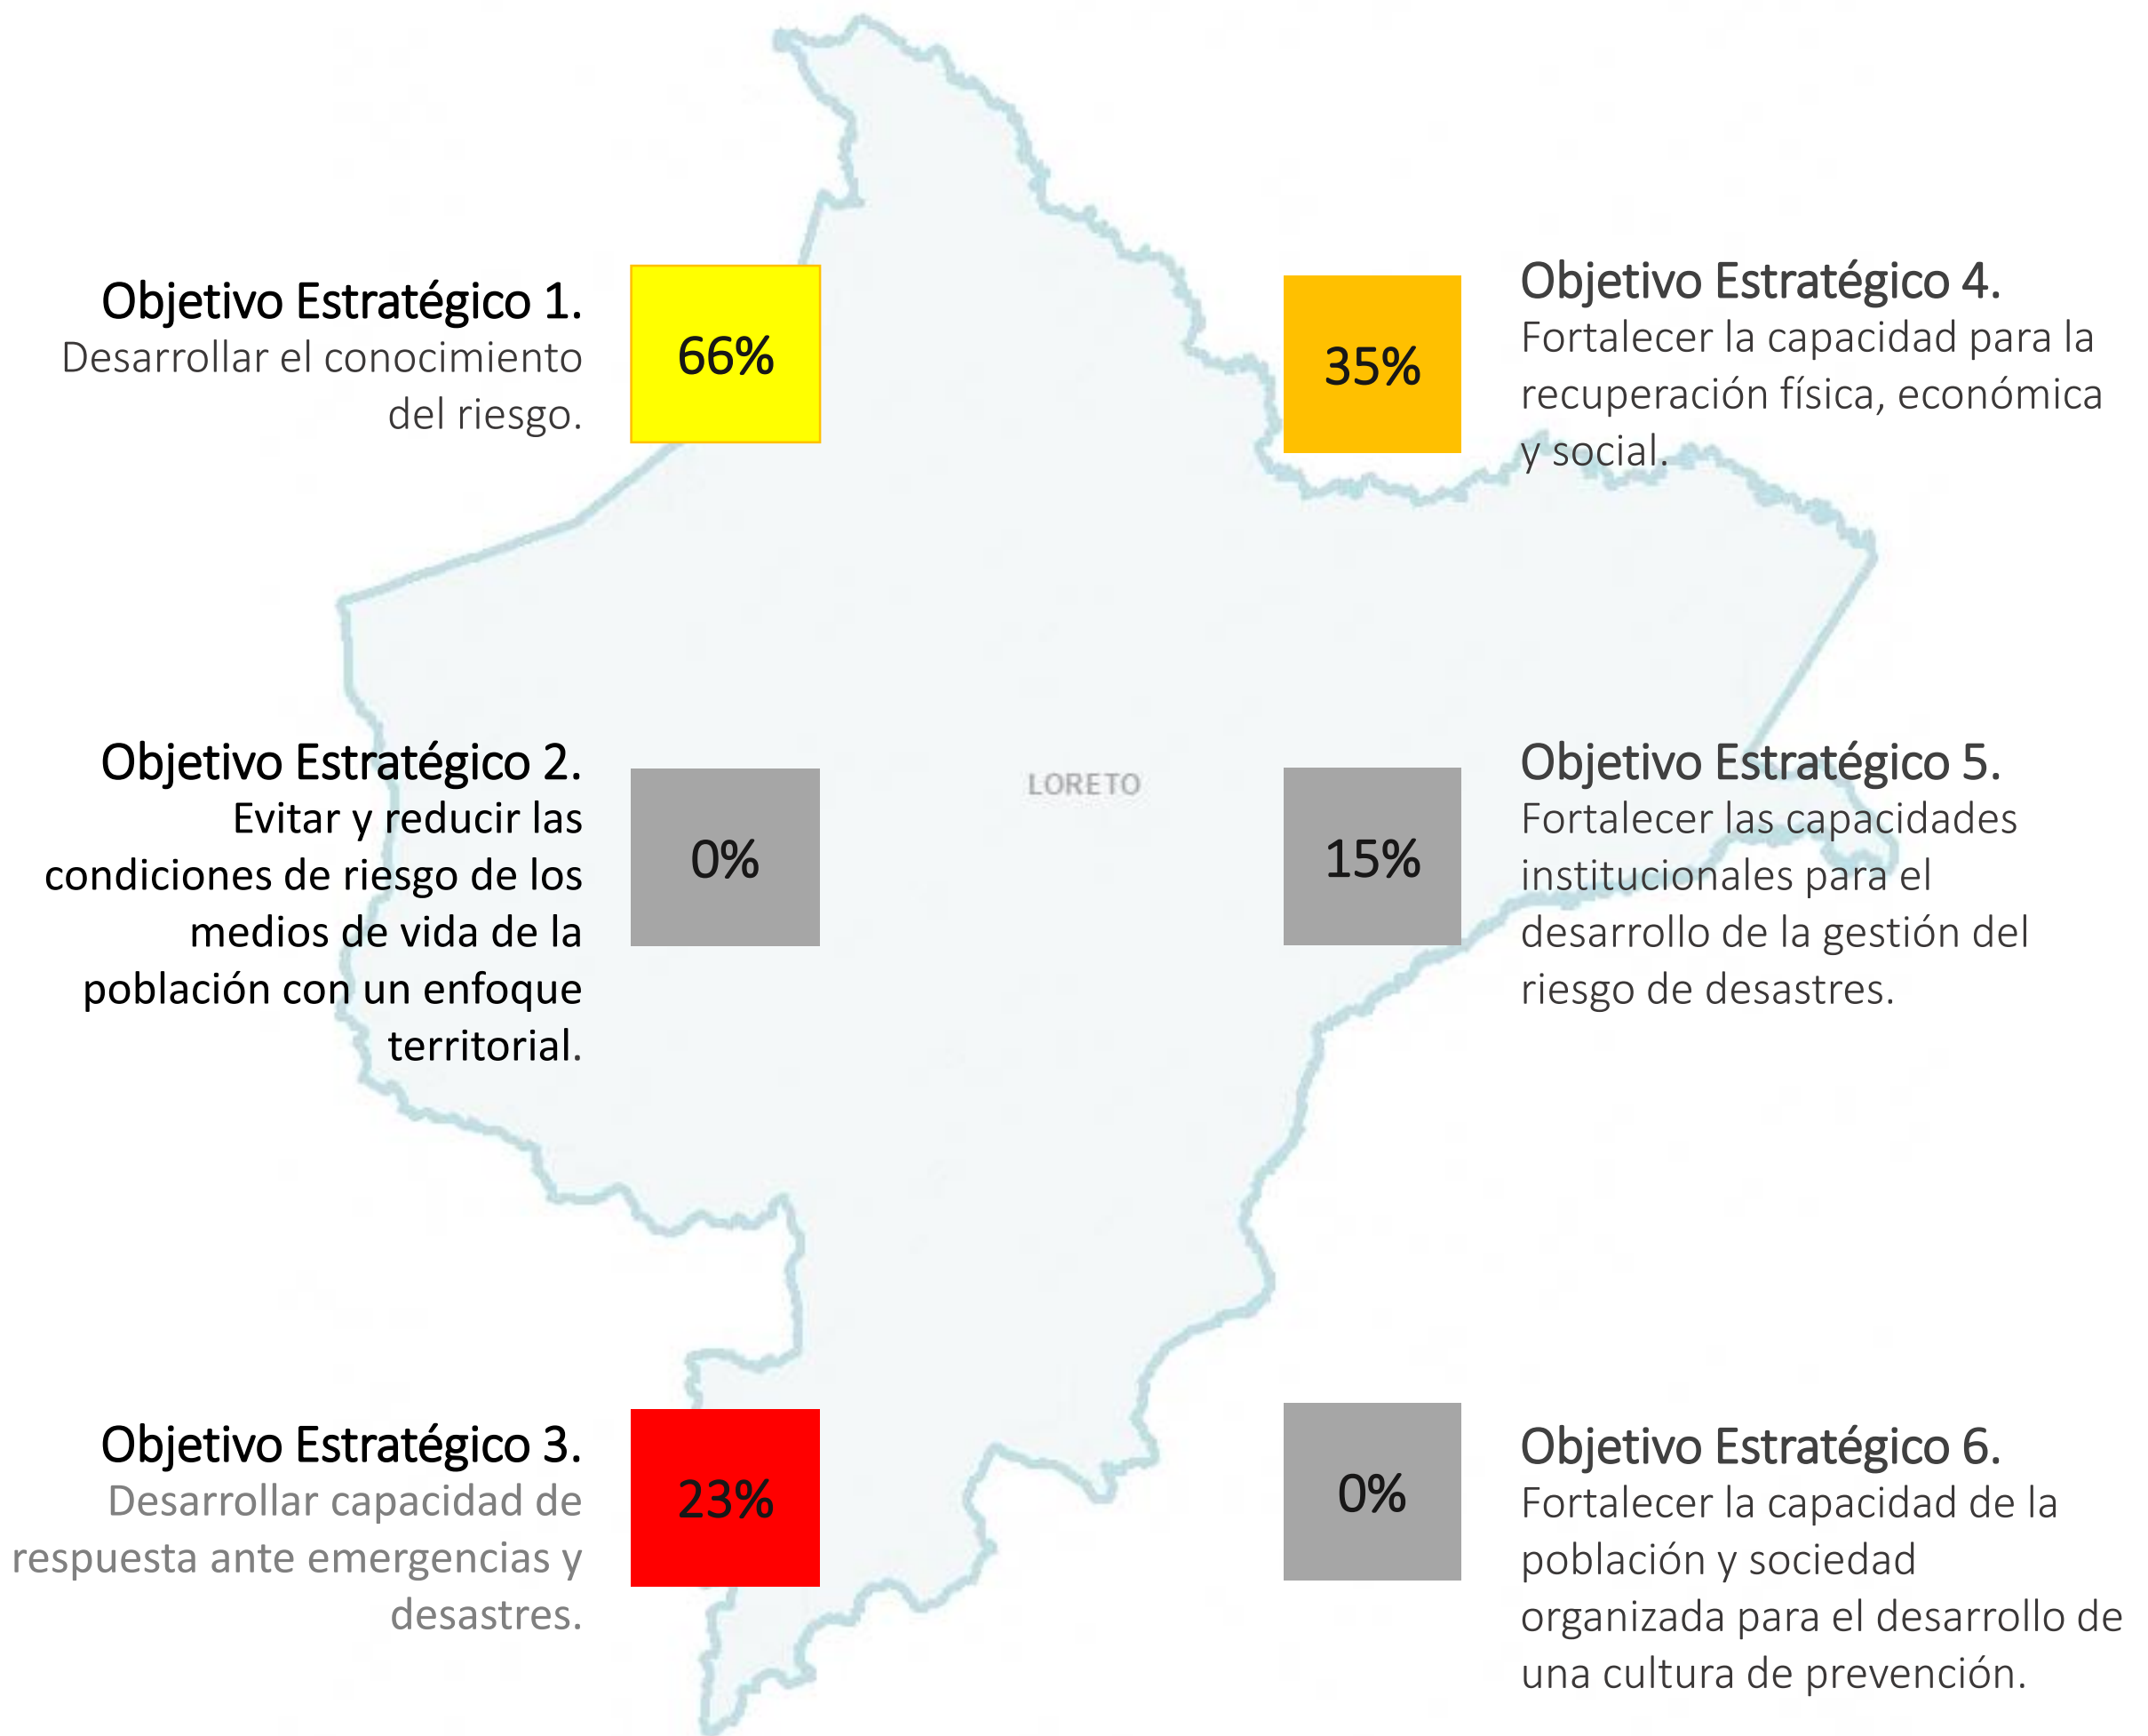 Objetivo Estratégico 1.
Desarrollar el conocimiento
del riesgo.
66%
Objetivo Estratégico 4.
Fortalecer la capacidad para la
recuperación física, económica
y social.
35%
Objetivo Estratégico 2.
Evitar y reducir las
condiciones de riesgo de los
medios de vida de la
población con un enfoque
territorial.
0%
LORETO
15%
Objetivo Estratégico 5.
Fortalecer las capacidades
institucionales para el
desarrollo de la gestión del
riesgo de desastres.
Objetivo Estratégico 3.
Desarrollar capacidad de
respuesta ante emergencias y
desastres.
23%
0%
Objetivo Estratégico 6.
Fortalecer la capacidad de la
población y sociedad
organizada para el desarrollo de
una cultura de prevención.